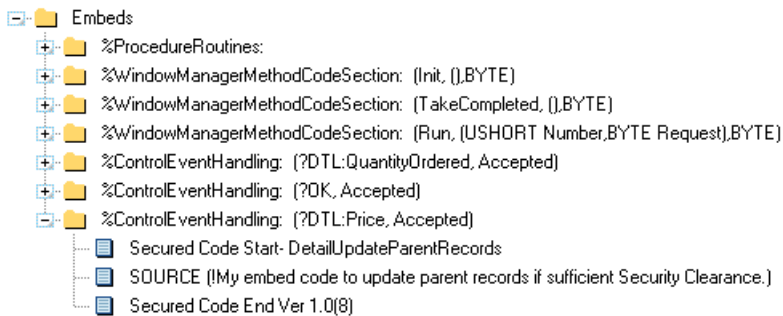 Embeds
%ProcedureRoutines:
%WindowManagerMethodCodeSection: (Init, (),BYTE)
%WindowManagerMethodCodeSection: (TakeCompleted, (),BYTE)
%WindowManagerMethodCodeSection: (Run, (USHORT Number,BYTE Request),BYTE)
%ControlEventHandling: (?DTL:QuantityOrdered, Accepted)
%ControlEventHandling: (?OK, Accepted)
%ControlEventHandling: (?DTL:Price, Accepted)
Secured Code Start- DetailUpdateParentRecords
SOURCE (!My embed code to update parent records if sufficient Security Clearance.)
Secured Code End Ver 1.0(8)